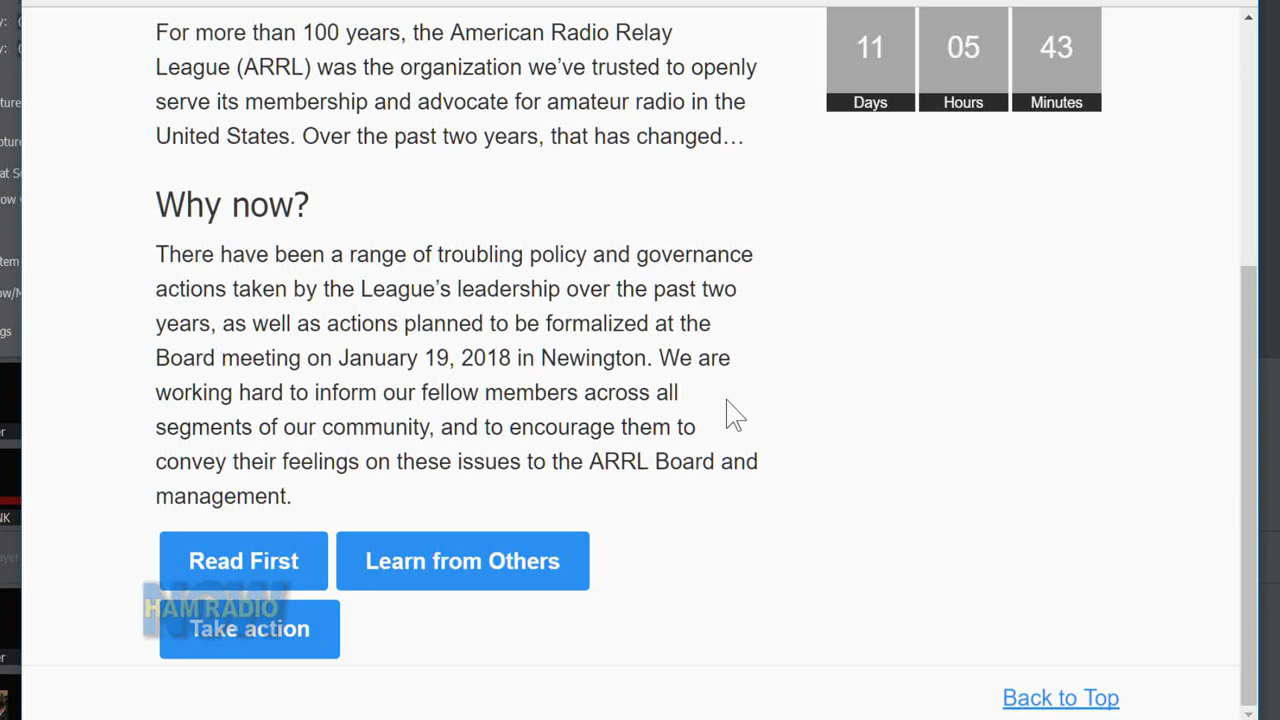 For more than 100 years, the American Radio Relay
League (ARRL) was the organization we've trusted to openly
serve its membership and advocate for amateur radio in the
United States. Over the past two years, that has changed…
11 05 43
Days Hours Minutes
Why now?
There have been a range of troubling policy and governance
actions taken by the League's leadership over the past two
years, as well as actions planned to be formalized at the
Board meeting on January 19, 2018 in Newington. We are
working hard to inform our fellow members across all
segments of our community, and to encourage them to
convey their feelings on these issues to the ARRL Board and
management.
Read First Learn from Others
NOW
HAM RADIO
Take action
Back to Top